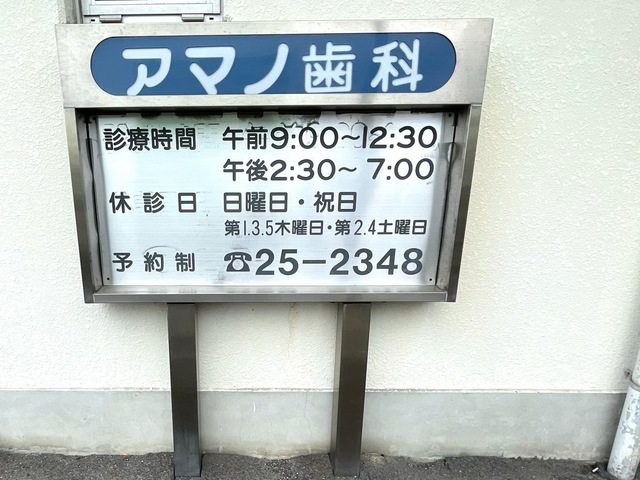 アマノ歯科
診療時間 午前9:00〜12:30
午後2:30〜7:00
休診日 日曜日・祝日
第1.3.5木曜日・第2.4土曜日
予約制 ☎25-2348